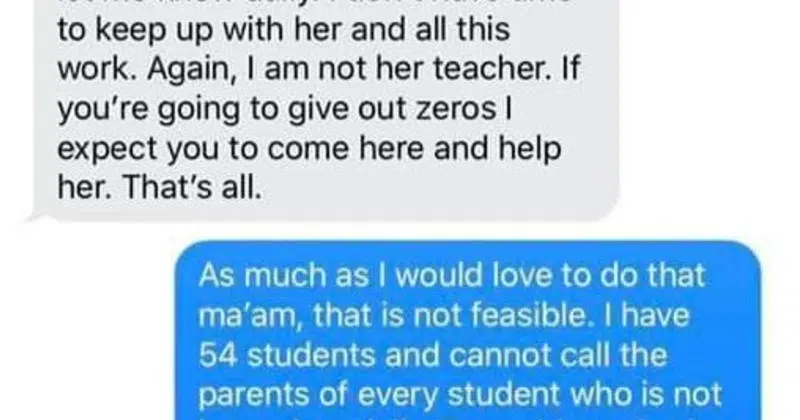 to keep up with her and all this
work. Again, I am not her teacher. If
you're going to give out zeros I
expect you to come here and help
her. That's all.
As much as I would love to do that
ma'am, that is not feasible. I have
54 students and cannot call the
parents of every student who is not